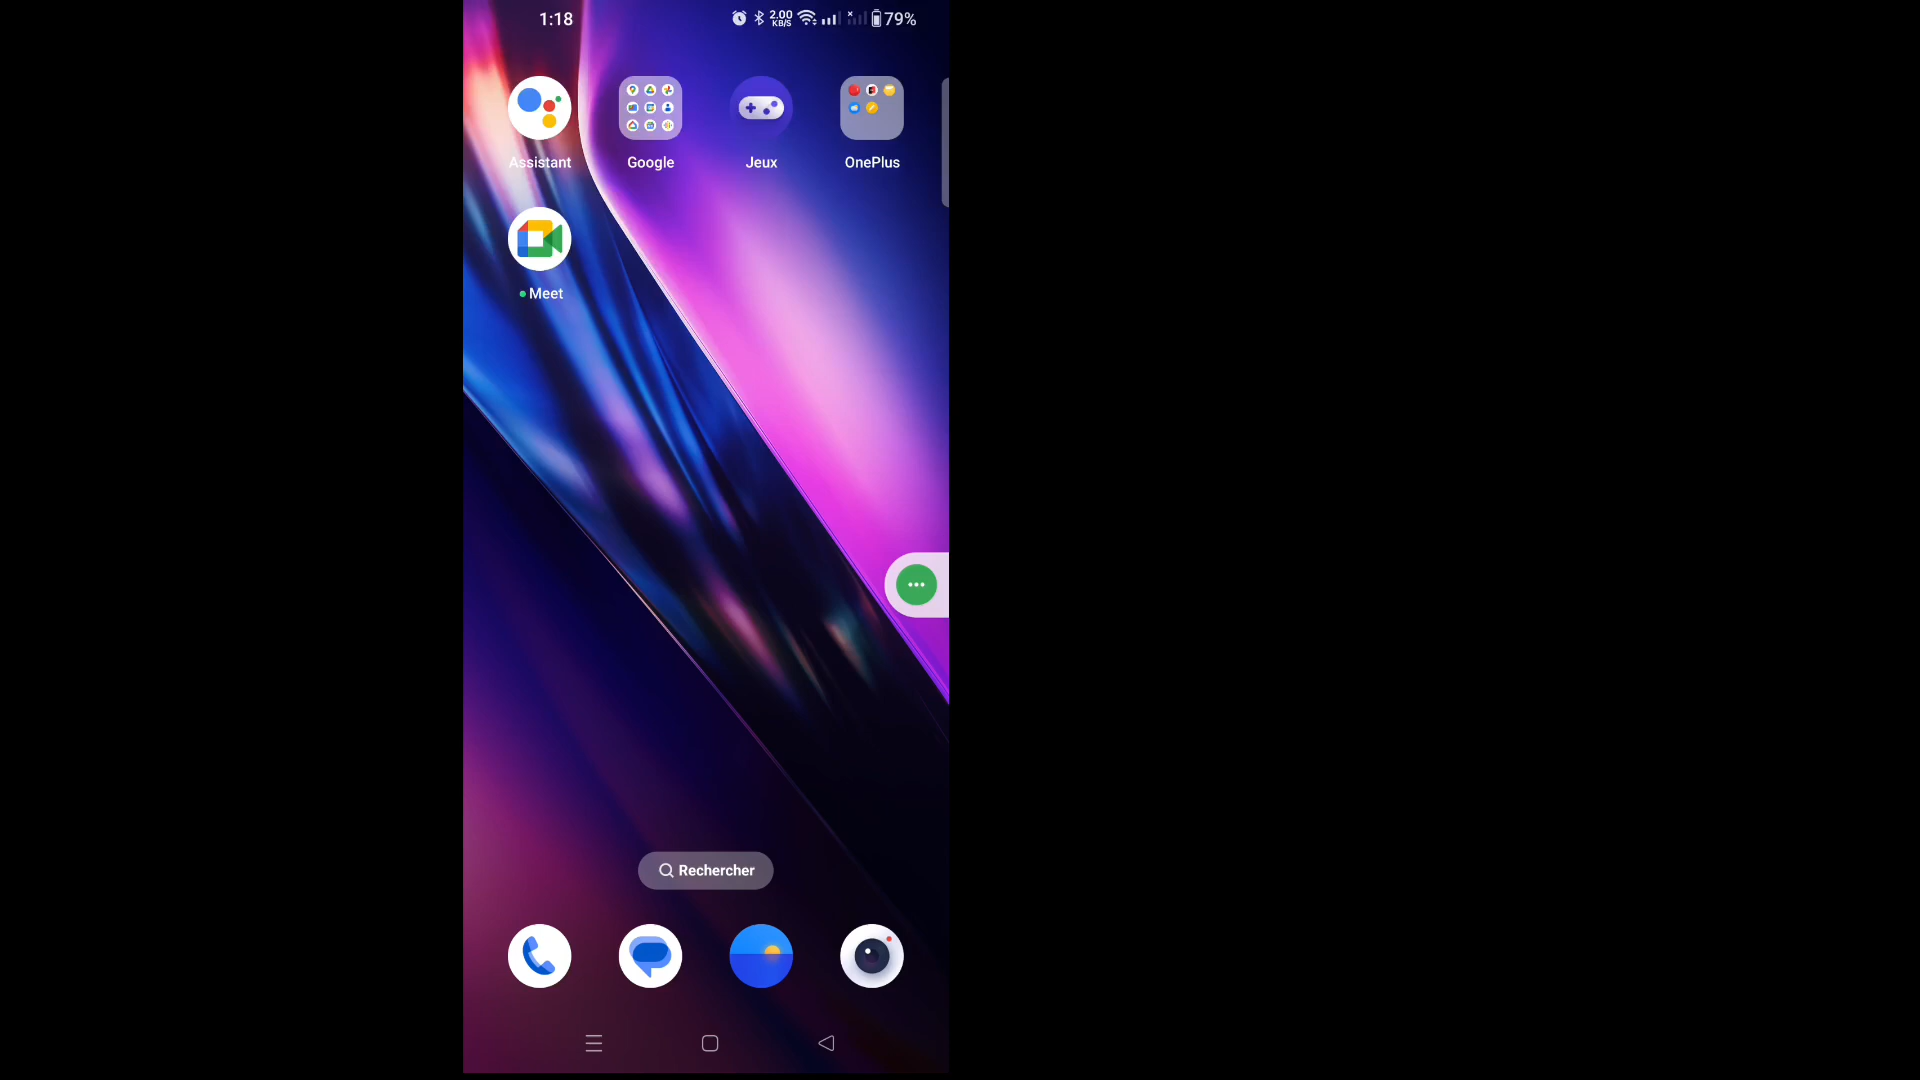 1:18
2.00
KB/S
79%
Assistant
Google
Jeux
OnePlus
Meet
Rechercher